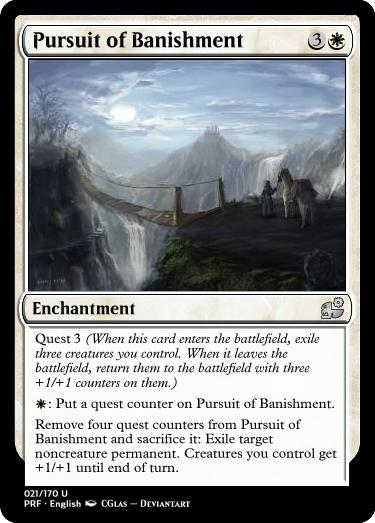 Pursuit of Banishment 3
Enchantment
Quest 3 (When this card enters the battlefield, exile
three creatures you control. When it leaves the
battlefield, return them to the battlefield with three
+1/+1 counters on them.)
: Put a quest counter on Pursuit of Banishment.
Remove four quest counters from Pursuit of
Banishment and sacrifice it: Exile target
noncreature permanent. Creatures you control get
+1/+1 until end of turn.
021/170 U
PRF • English CGlas — Deviantart